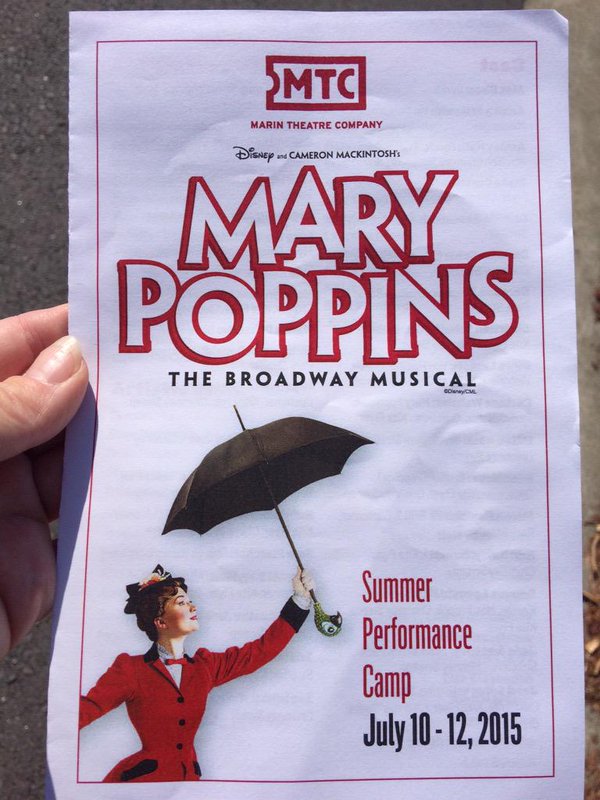 MTC
MARIN THEATRE COMPANY
Disney and CAMERON MACKINTOSH's
MARY
POPPINS
THE BROADWAY MUSICAL
©Disney/CML
Summer
Performance
Camp
July 10 - 12, 2015